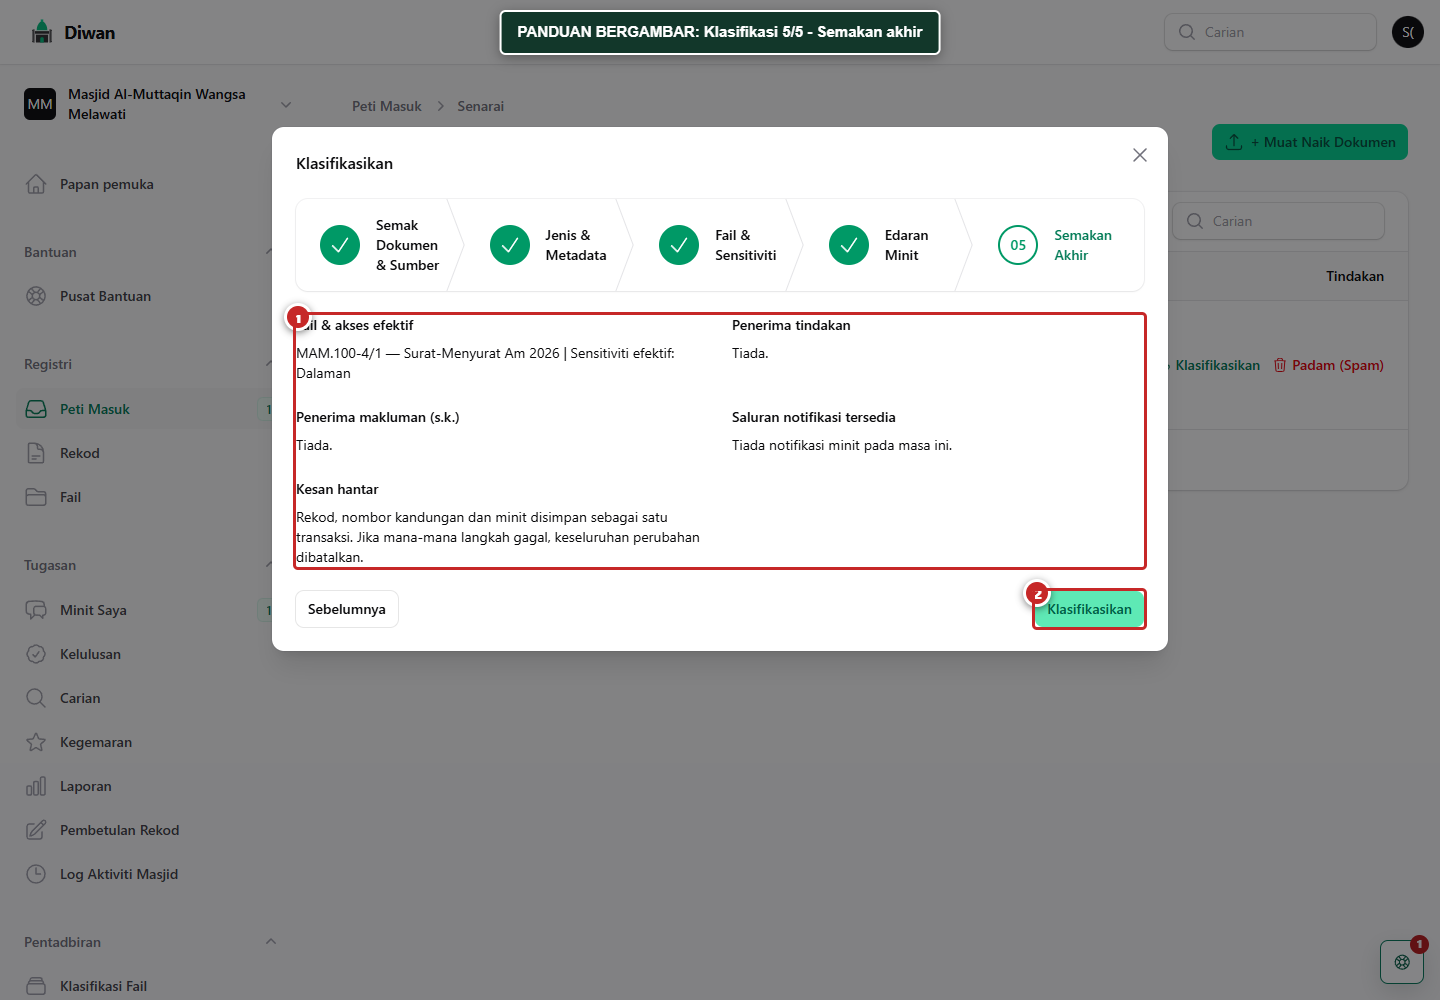 Diwan
PANDUAN BERGAMBAR: Klasifikasi 5/5 - Semakan akhir
Carian
S(
MM
Masjid Al-Muttaqin Wangsa
Melawati
Peti Masuk
Senarai
+ Muat Naik Dokumen
Papan pemuka
Bantuan
Pusat Bantuan
Registri
Peti Masuk
1
Rekod
Fail
Tugasan
Minit Saya
1
Kelulusan
Carian
Kegemaran
Laporan
Pembetulan Rekod
Log Aktiviti Masjid
Pentadbiran
Klasifikasi Fail
Carian
Tindakan
Klasifikasikan
Padam (Spam)
Klasifikasikan
Semak
Dokumen
& Sumber
Jenis &
Metadata
Fail &
Sensitiviti
Edaran
Minit
05
Semakan
Akhir
1
il & akses efektif
MAM.100-4/1 — Surat-Menyurat Am 2026 | Sensitiviti efektif:
Dalaman
Penerima tindakan
Tiada.
Penerima makluman (s.k.)
Tiada.
Saluran notifikasi tersedia
Tiada notifikasi minit pada masa ini.
Kesan hantar
Rekod, nombor kandungan dan minit disimpan sebagai satu
transaksi. Jika mana-mana langkah gagal, keseluruhan perubahan
dibatalkan.
Sebelumnya
2
Klasifikasikan
1